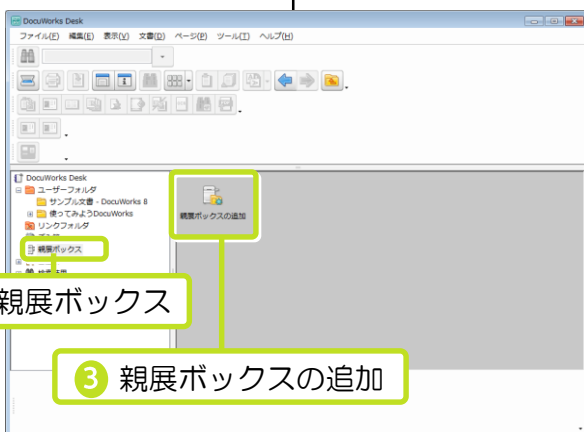 DocuWorks Desk
ファイル(F) 編集(E) 表示(V) 文書(D) ページ(P) ツール(T) ヘルプ(H)
DocuWorks Desk
ユーザーフォルダ
サンプル文書 - DocuWorks 8
使ってみようDocuWorks
リンクフォルダ
親展ボックス
親展ボックスの追加
親展ボックス
3 親展ボックスの追加